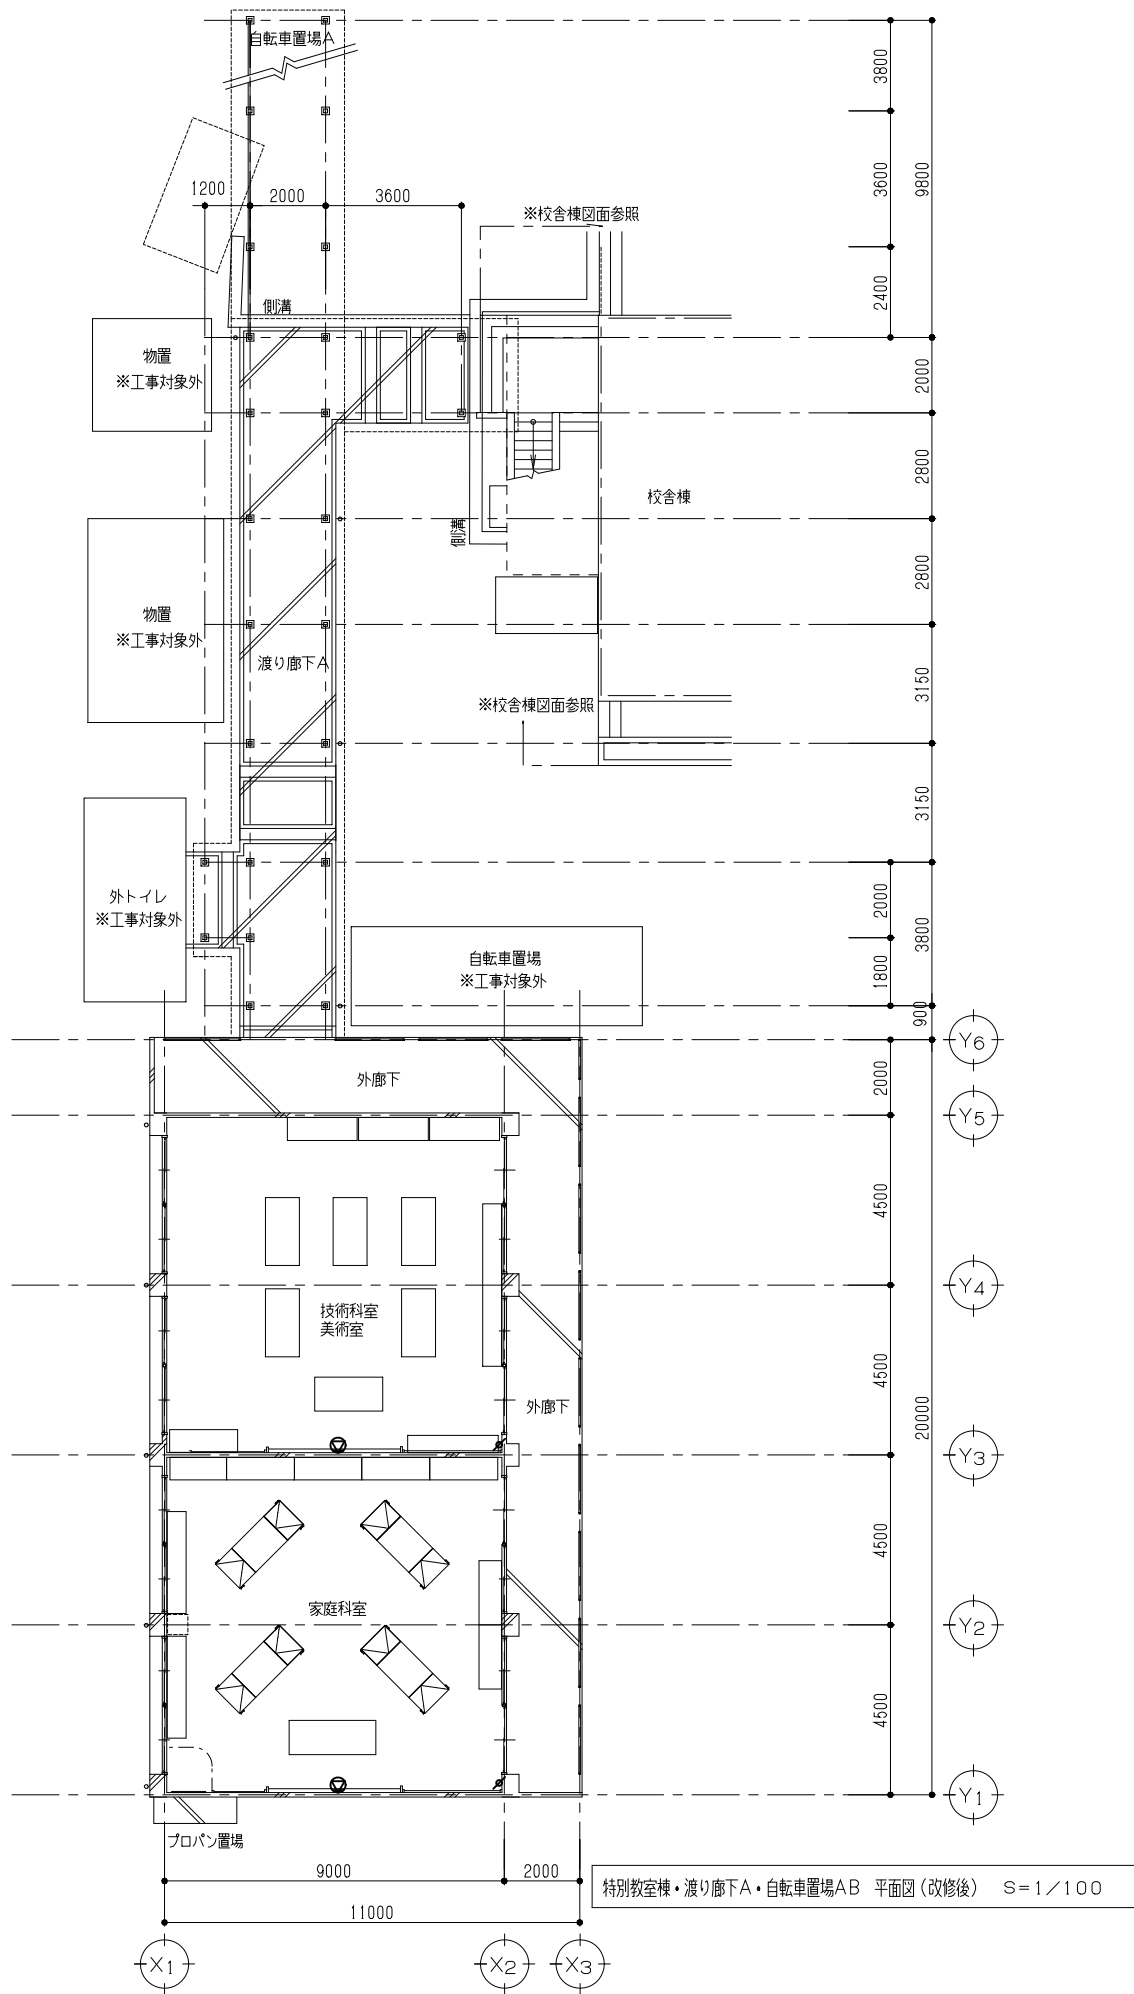 自転車置場A
3800
3600
9800
1200
2000
3600
※校舎棟図面参照
2400
側溝
物置
※工事対象外
2000
2800
校舎棟
側溝
2800
物置
※工事対象外
渡り廊下A
3150
※校舎棟図面参照
3150
外トイレ
※工事対象外
2000
3800
自転車置場
※工事対象外
1800
900
Y6
外廊下
2000
Y5
4500
Y4
技術科室
美術室
4500
外廊下
20000
Y3
4500
家庭科室
Y2
4500
Y1
プロパン置場
9000
2000
特別教室棟・渡り廊下A・自転車置場AB 平面図(改修後) S=1/100
11000
X1
X2
X3